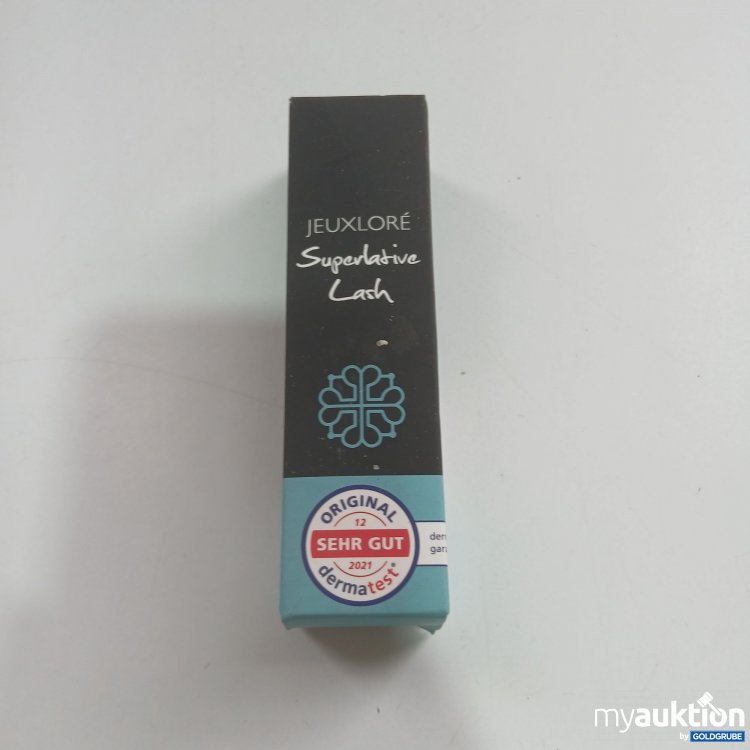 JEUXLORÉ
Superlative
Lash
ORIGINAL
12
SEHR GUT
2021
dermatest®
myauktion
by GOLDGRUBE